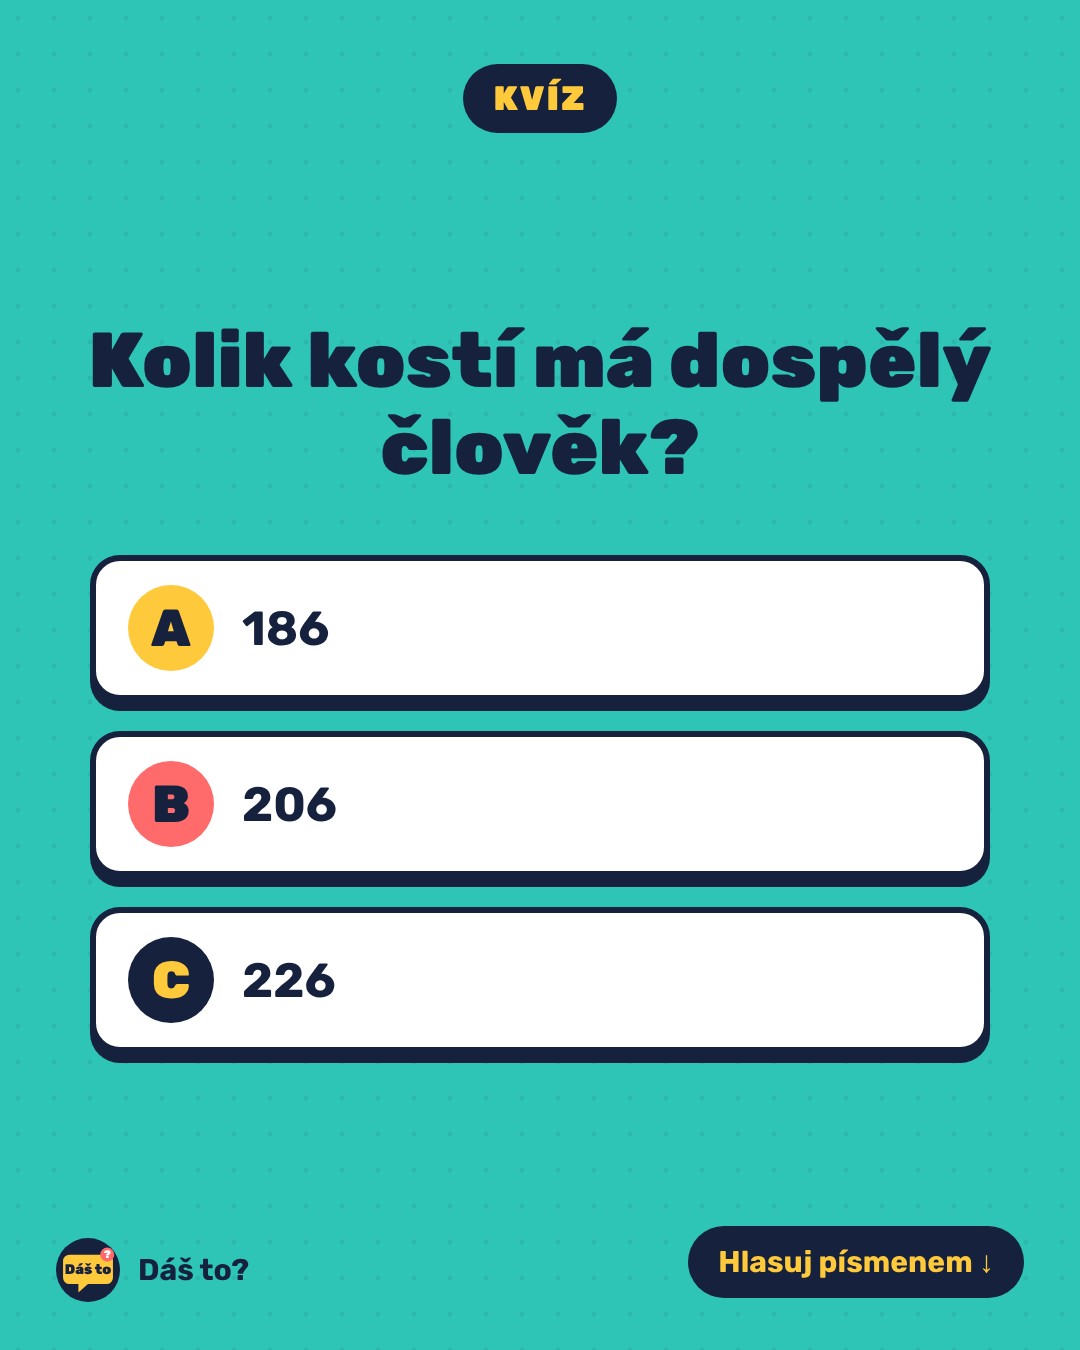 KVÍZ
Kolik kostí má dospělý
člověk?
A 186
B 206
C 226
Dáš to ?
Dáš to?
Hlasuj písmenem ↓